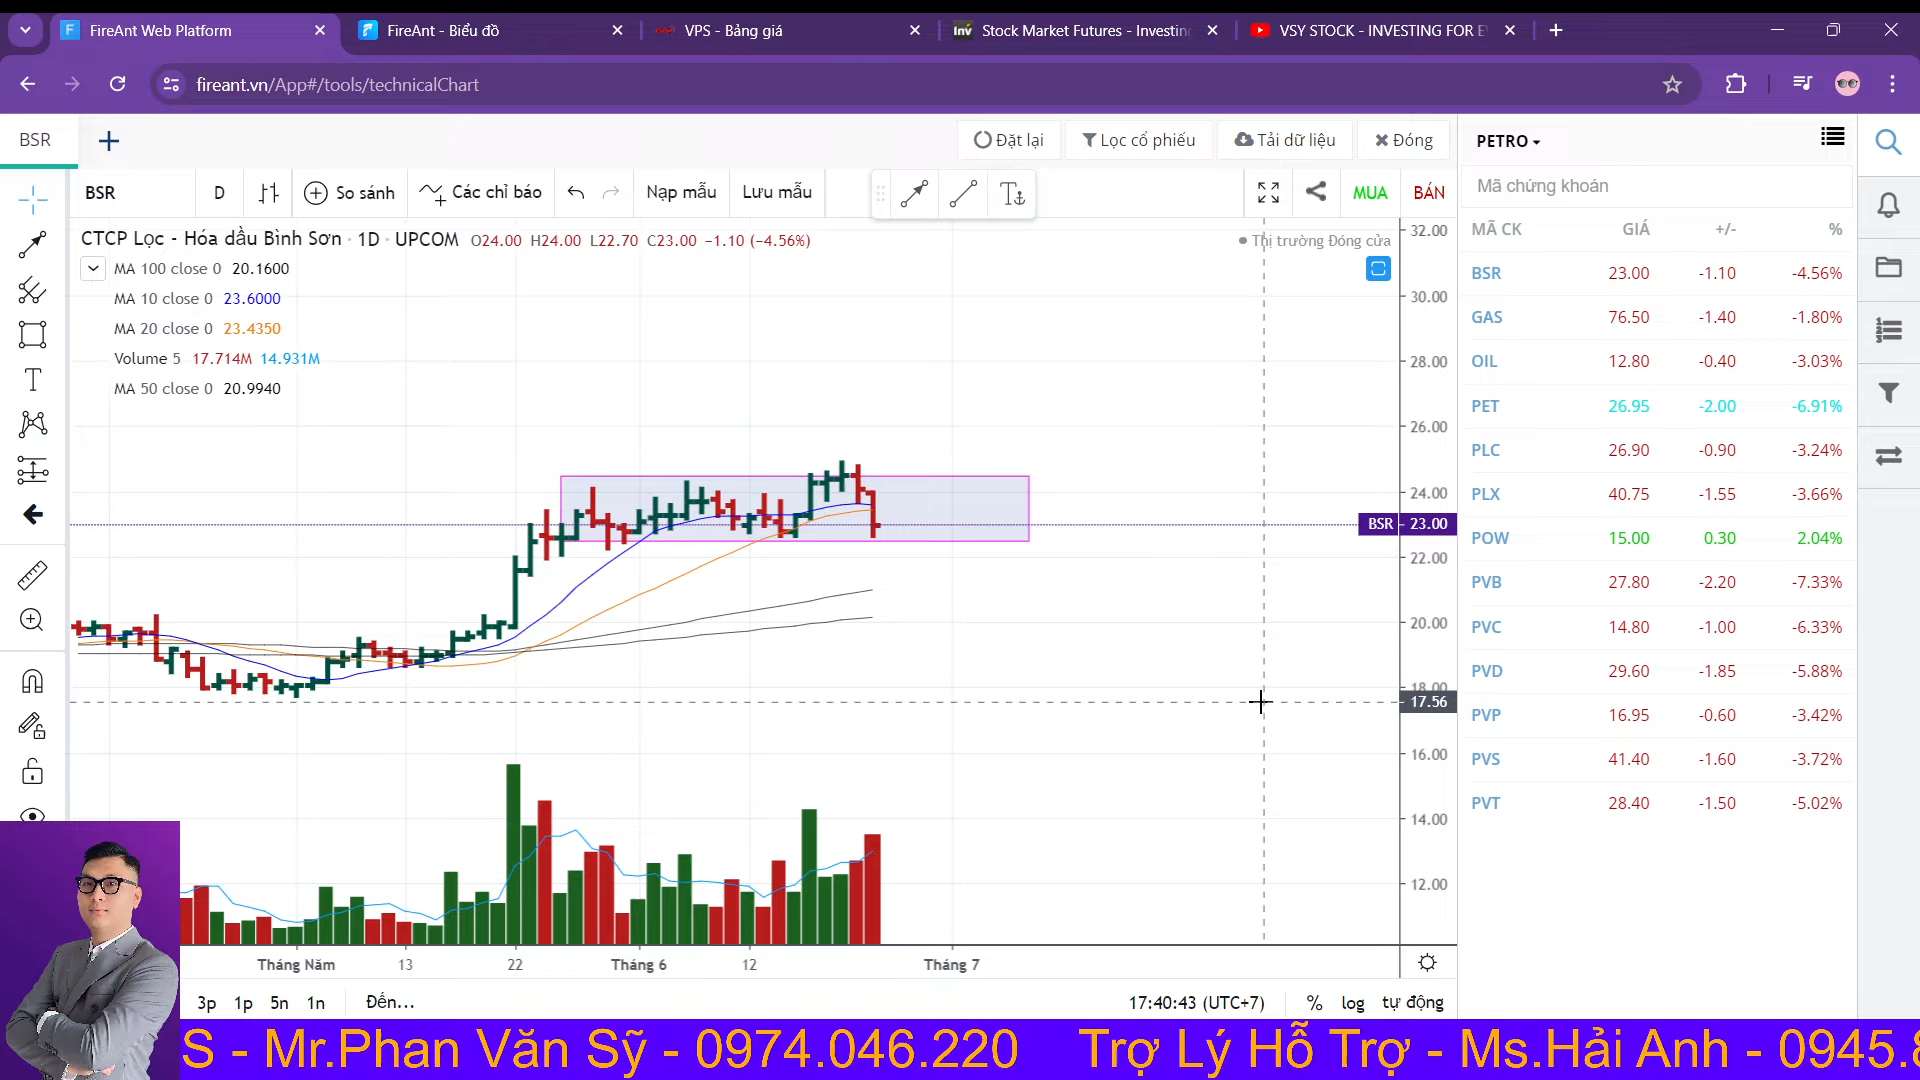 FireAnt Web Platform
FireAnt - Biểu đồ
VPS - Bảng giá
Stock Market Futures - Investing
VSY STOCK - INVESTING FOR E
fireant.vn/App#/tools/technicalChart
BSR
Đặt lại
Lọc cổ phiếu
Tải dữ liệu
Đóng
PETRO
BSR D So sánh Các chỉ báo Nạp mẫu Lưu mẫu MUA BÁN
Mã chứng khoán
CTCP Lọc - Hóa dầu Bình Sơn · 1D · UPCOM O24.00 H24.00 L22.70 C23.00 −1.10 (−4.56%)
Thị trường Đóng cửa
MA 100 close 0 20.1600
MA 10 close 0 23.6000
MA 20 close 0 23.4350
Volume 5 17.714M 14.931M
MA 50 close 0 20.9940
32.00
30.00
28.00
26.00
24.00
BSR 23.00
22.00
20.00
18.00
17.56
16.00
14.00
12.00
MÃ CK GIÁ +/- %
BSR 23.00 -1.10 -4.56%
GAS 76.50 -1.40 -1.80%
OIL 12.80 -0.40 -3.03%
PET 26.95 -2.00 -6.91%
PLC 26.90 -0.90 -3.24%
PLX 40.75 -1.55 -3.66%
POW 15.00 0.30 2.04%
PVB 27.80 -2.20 -7.33%
PVC 14.80 -1.00 -6.33%
PVD 29.60 -1.85 -5.88%
PVP 16.95 -0.60 -3.42%
PVS 41.40 -1.60 -3.72%
PVT 28.40 -1.50 -5.02%
Tháng Năm 13 22 Tháng 6 12 Tháng 7
3p 1p 5n 1n Đến... 17:40:43 (UTC+7) % log tự động
S - Mr.Phan Văn Sỹ - 0974.046.220 Trợ Lý Hỗ Trợ - Ms.Hải Anh - 0945.8